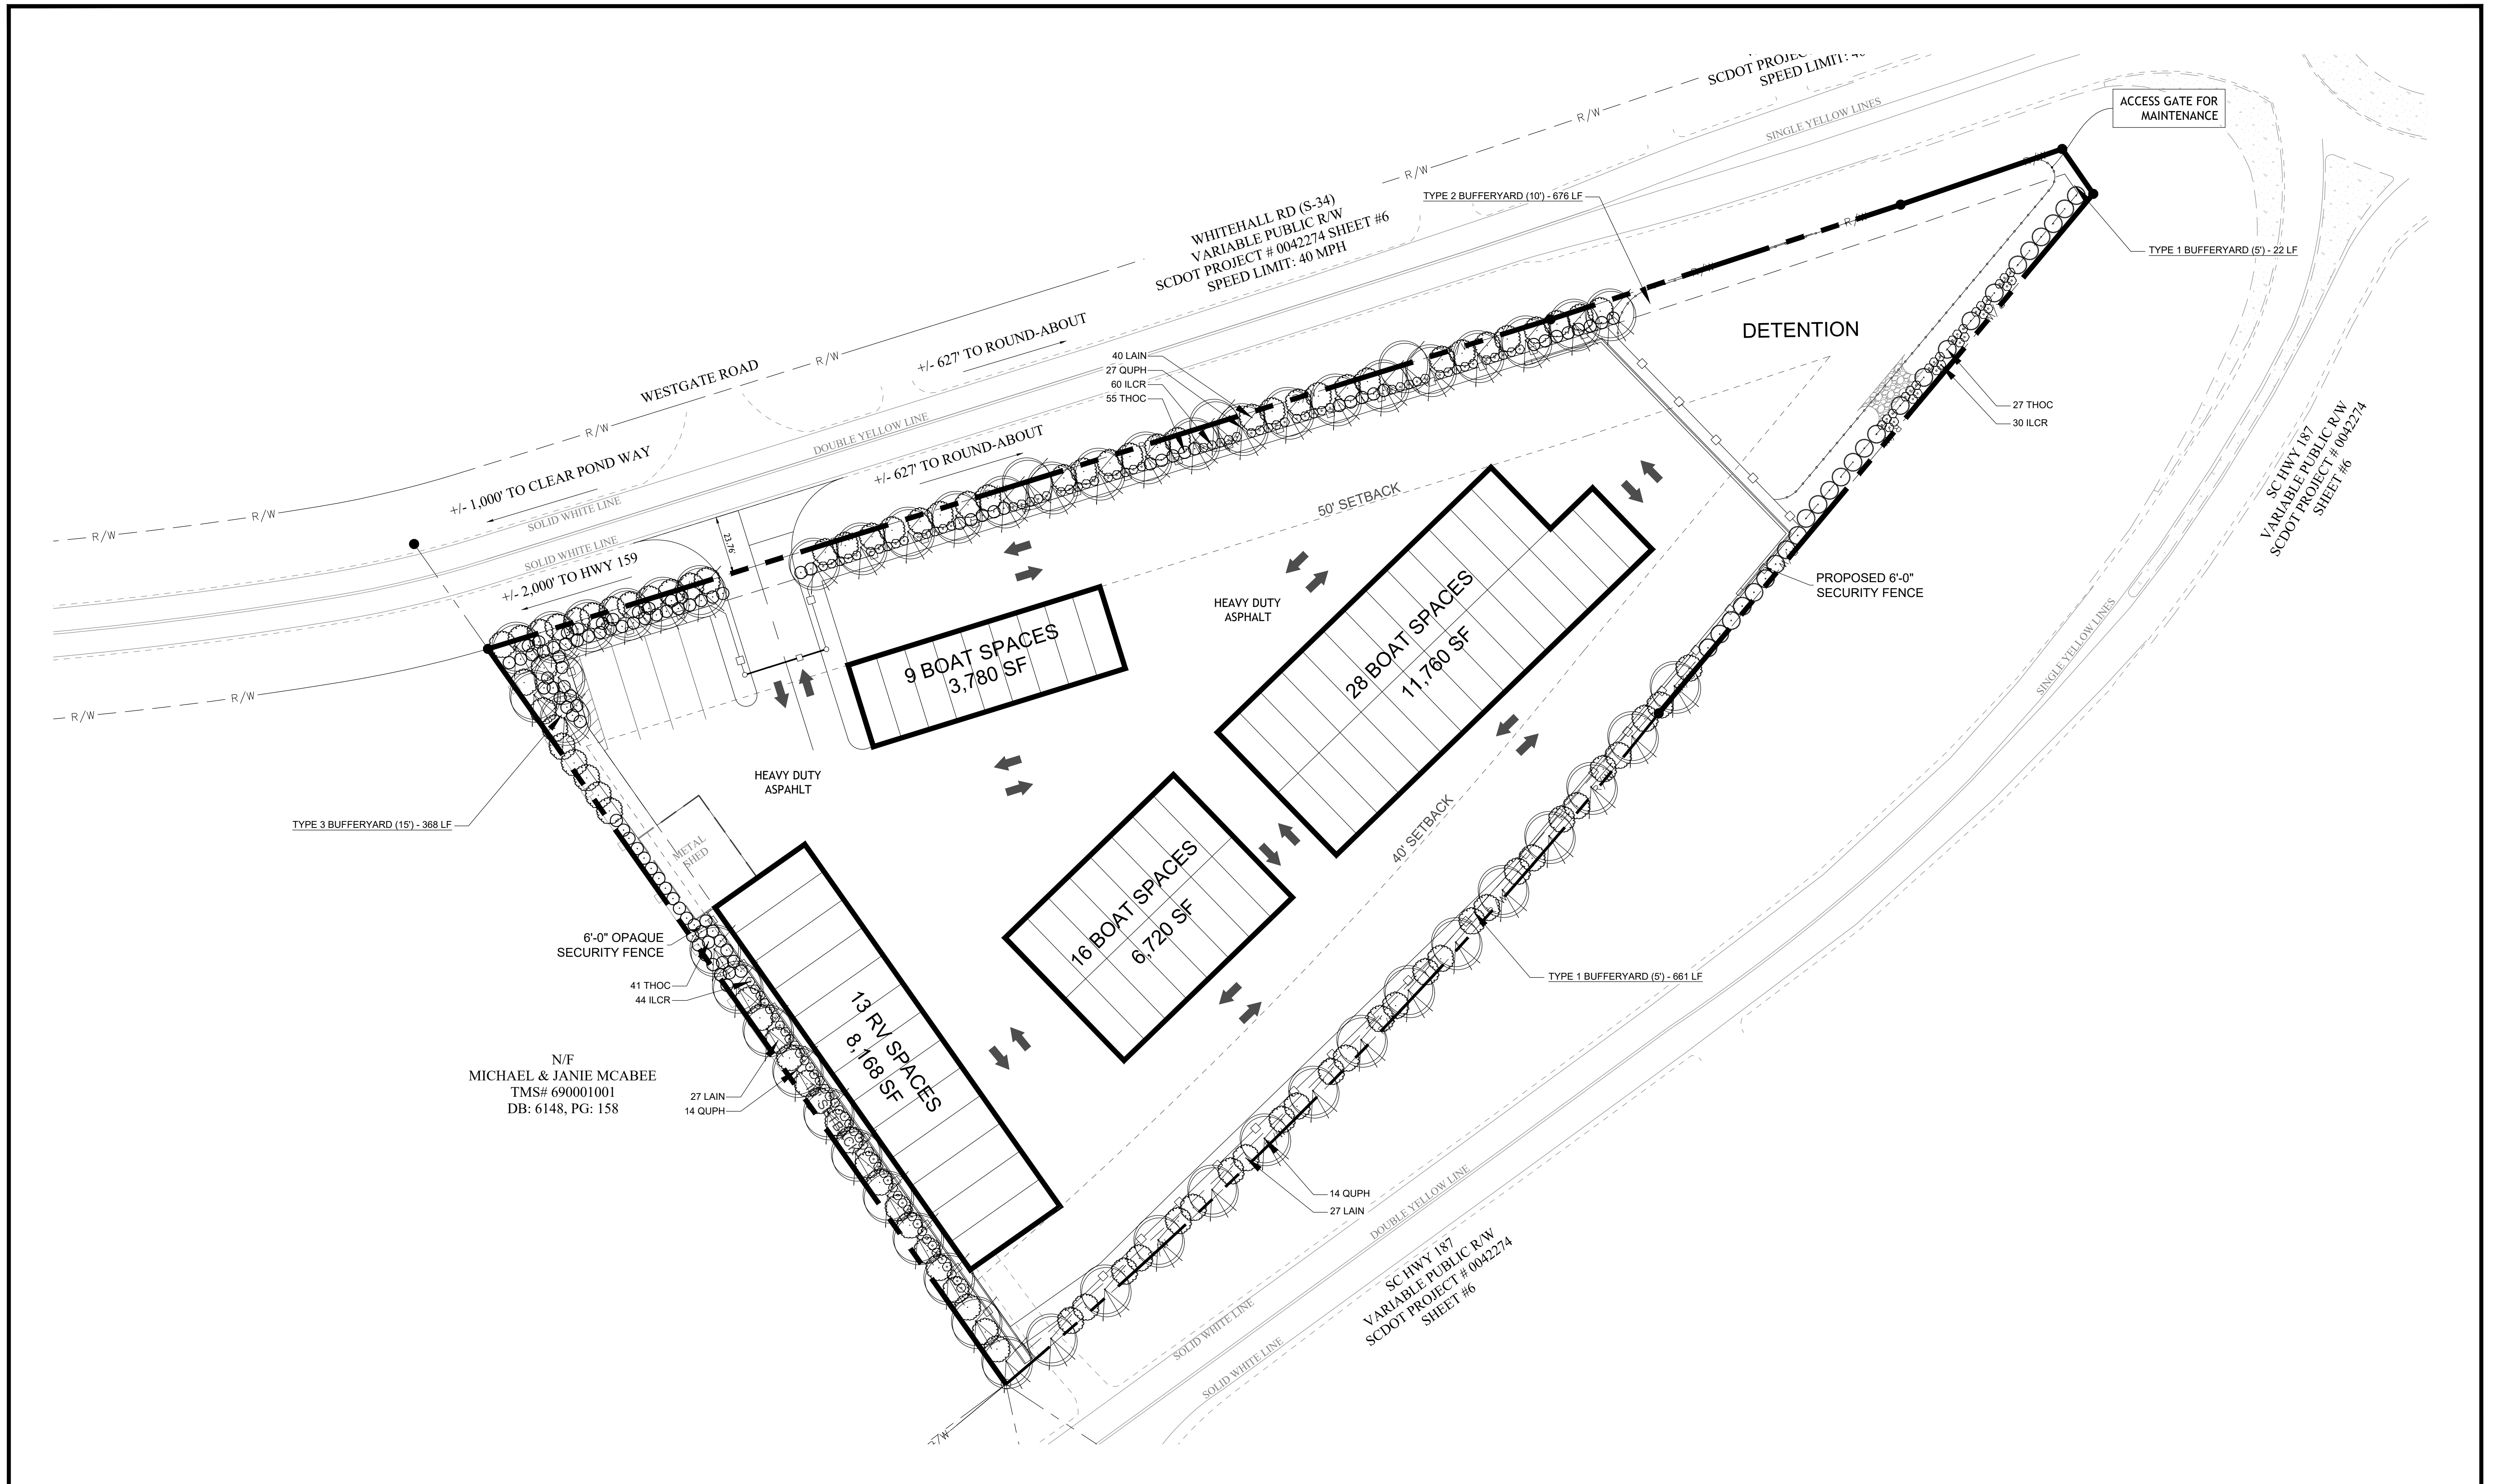 SCDOT PROJEC
SPEED LIMIT: 40
R/W
SINGLE YELLOW LINES
ACCESS GATE FOR
MAINTENANCE
R/W
R/W
TYPE 2 BUFFERYARD (10') - 676 LF
WHITEHALL RD (S-34)
VARIABLE PUBLIC R/W
SCDOT PROJECT # 0042274 SHEET #6
SPEED LIMIT: 40 MPH
R/W
TYPE 1 BUFFERYARD (5') - 22 LF
R/W
DETENTION
+/- 627' TO ROUND-ABOUT
R/W
WESTGATE ROAD
40 LAIN
27 QUPH
60 ILCR
55 THOC
27 THOC
30 ILCR
SC HWY 187
VARIABLE PUBLIC R/W
SCDOT PROJECT # 0042274
SHEET #6
DOUBLE YELLOW LINE
R/W
+/- 627' TO ROUND-ABOUT
+/- 1,000' TO CLEAR POND WAY
SOLID WHITE LINE
R/W
R/W
50' SETBACK
23.76'
SOLID WHITE LINE
+/- 2,000' TO HWY 159
PROPOSED 6'-0"
SECURITY FENCE
HEAVY DUTY
ASPHALT
9 BOAT SPACES
3,780 SF
28 BOAT SPACES
11,760 SF
SINGLE YELLOW LINES
R/W
R/W
HEAVY DUTY
ASPAHLT
TYPE 3 BUFFERYARD (15') - 368 LF
METAL
SHED
40' SETBACK
16 BOAT SPACES
6,720 SF
6'-0" OPAQUE
SECURITY FENCE
41 THOC
44 ILCR
TYPE 1 BUFFERYARD (5') - 661 LF
13 RV SPACES
8,168 SF
N/F
MICHAEL & JANIE MCABEE
TMS# 690001001
DB: 6148, PG: 158
27 LAIN
14 QUPH
14 QUPH
27 LAIN
DOUBLE YELLOW LINE
SC HWY 187
VARIABLE PUBLIC R/W
SCDOT PROJECT # 0042274
SHEET #6
SOLID WHITE LINE
SOLID WHITE LINE
R/W